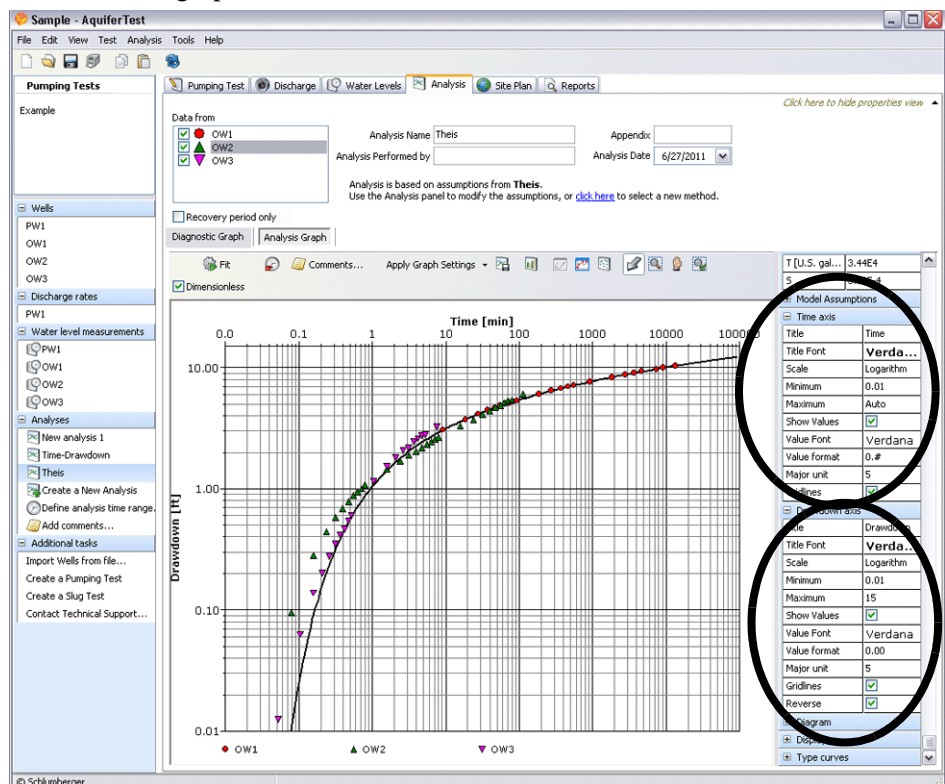 Sample - AquiferTest
File Edit View Test Analysis Tools Help
Pumping Tests
Example
Wells
PW1
OW1
OW2
OW3
Discharge rates
PW1
Water level measurements
PW1
OW1
OW2
OW3
Analyses
New analysis 1
Time-Drawdown
Theis
Create a New Analysis
Define analysis time range.
Add comments...
Additional tasks
Import Wells from file...
Create a Pumping Test
Create a Slug Test
Contact Technical Support...
Pumping Test Discharge Water Levels Analysis Site Plan Reports
Click here to hide properties view
Data from
OW1
OW2
OW3
Analysis Name Theis Appendix
Analysis Performed by Analysis Date 6/27/2011
Analysis is based on assumptions from Theis.
Use the Analysis panel to modify the assumptions, or click here to select a new method.
Recovery period only
Diagnostic Graph Analysis Graph
Fit Comments... Apply Graph Settings
Dimensionless
Time [min]
0.0 0.1 1 10 100 1000 10000
10.00
1.00
0.10
0.01
Drawdown [ft]
OW1 OW2 OW3
T [U.S. gal... 3.44E4
S
Model Assumptions
Time axis
Title Time
Title Font Verda...
Scale Logarithm
Minimum 0.01
Maximum Auto
Show Values
Value Font Verdana
Value format 0.#
Major unit 5
Gridlines
Drawdown axis
Title Drawdown
Title Font Verda...
Scale Logarithm
Minimum 0.01
Maximum 15
Show Values
Value Font Verdana
Value format 0.00
Major unit 5
Gridlines
Reverse
Diagram
Type curves
© Schlumberger